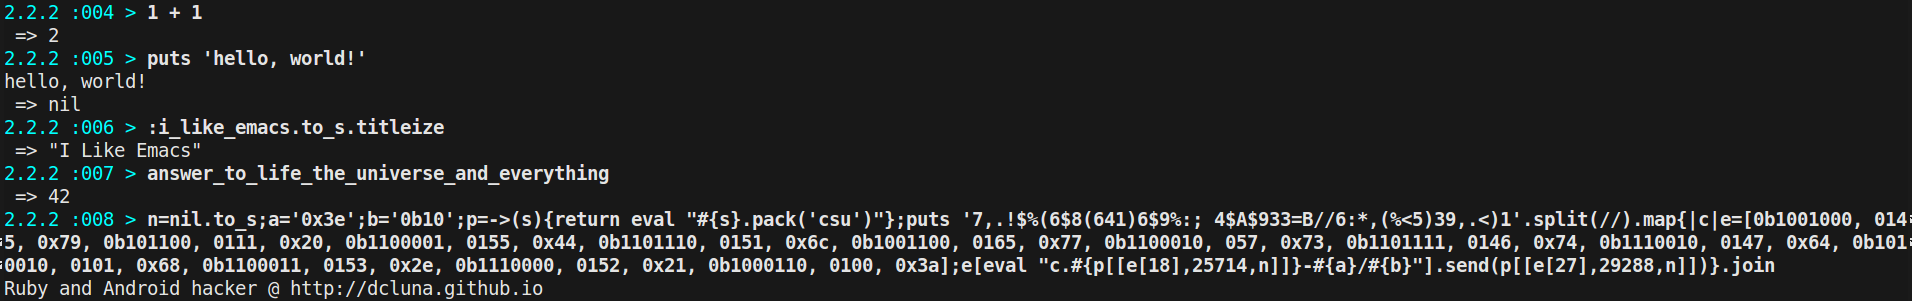 2.2.2 :004 > 1 + 1
 => 2
2.2.2 :005 > puts 'hello, world!'
hello, world!
 => nil
2.2.2 :006 > :i_like_emacs.to_s.titleize
 => "I Like Emacs"
2.2.2 :007 > answer_to_life_the_universe_and_everything
 => 42
2.2.2 :008 > n=nil.to_s;a='0x3e';b='0b10';p=->(s){return eval "#{s}.pack('csu')"};puts '7,.!$%(6$8(641)6$9%:; 4$A$933=B//6:*,(%<5)39,.<)1'.split(//).map{|c|e=[0b1001000, 014
5, 0x79, 0b101100, 0111, 0x20, 0b1100001, 0155, 0x44, 0b1101110, 0151, 0x6c, 0b1001100, 0165, 0x77, 0b1100010, 057, 0x73, 0b1101111, 0146, 0x74, 0b1110010, 0147, 0x64, 0b101
0010, 0101, 0x68, 0b1100011, 0153, 0x2e, 0b1110000, 0152, 0x21, 0b1000110, 0100, 0x3a];e[eval "c.#{p[[e[18],25714,n]]}-#{a}/#{b}"].send(p[[e[27],29288,n]])}.join
Ruby and Android hacker @ http://dcluna.github.io